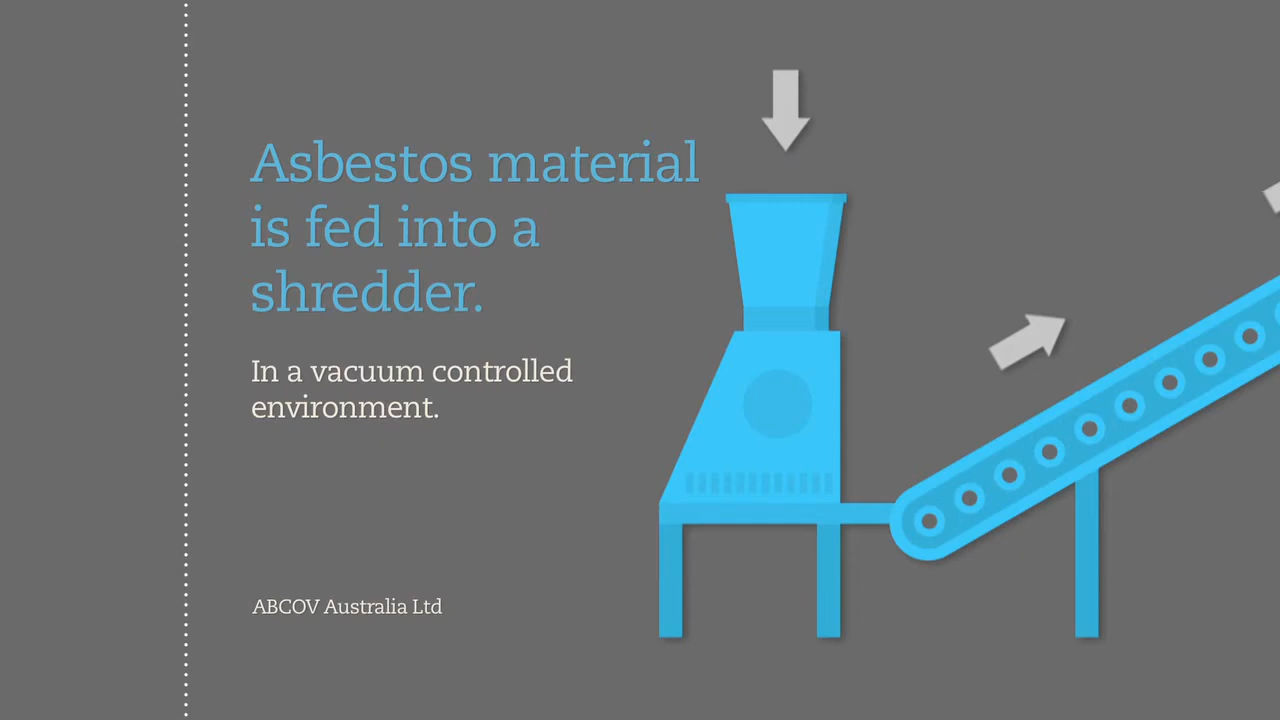 Asbestos material
is fed into a
shredder.
In a vacuum controlled
environment.
ABCOV Australia Ltd